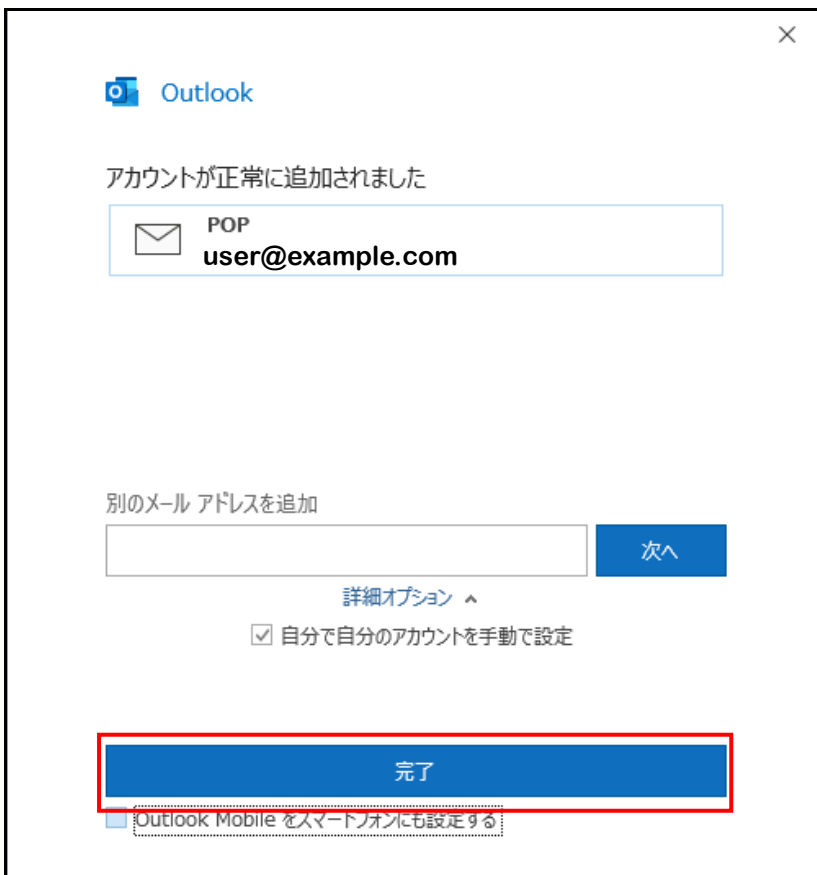 Outlook
アカウントが正常に追加されました
POP
user@example.com
別のメール アドレスを追加
次へ
詳細オプション
自分で自分のアカウントを手動で設定
完了
Outlook Mobile をスマートフォンにも設定する